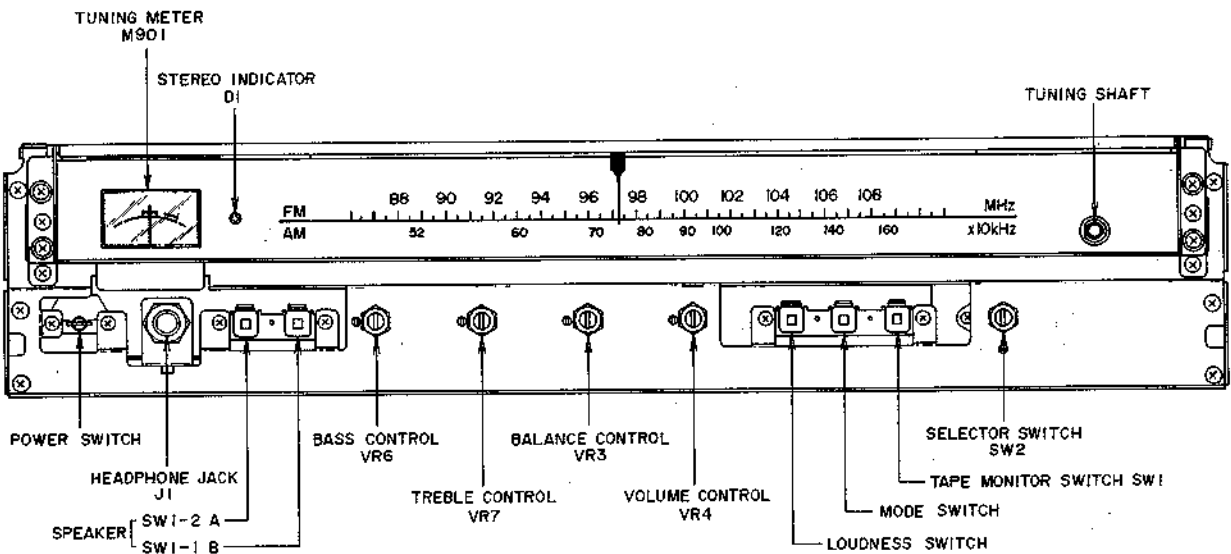 TUNING METER
M901
STEREO INDICATOR
D1
TUNING SHAFT
88 90 92 94 96 98 100 102 104 106 108
FM MHz
AM 52 60 70 80 90 100 120 140 160 x10kHz
POWER SWITCH
HEADPHONE JACK
J1
SPEAKER
SW1-2 A
SW1-1 B
BASS CONTROL
VR6
TREBLE CONTROL
VR7
BALANCE CONTROL
VR3
VOLUME CONTROL
VR4
SELECTOR SWITCH
SW2
TAPE MONITOR SWITCH SW1
MODE SWITCH
LOUDNESS SWITCH